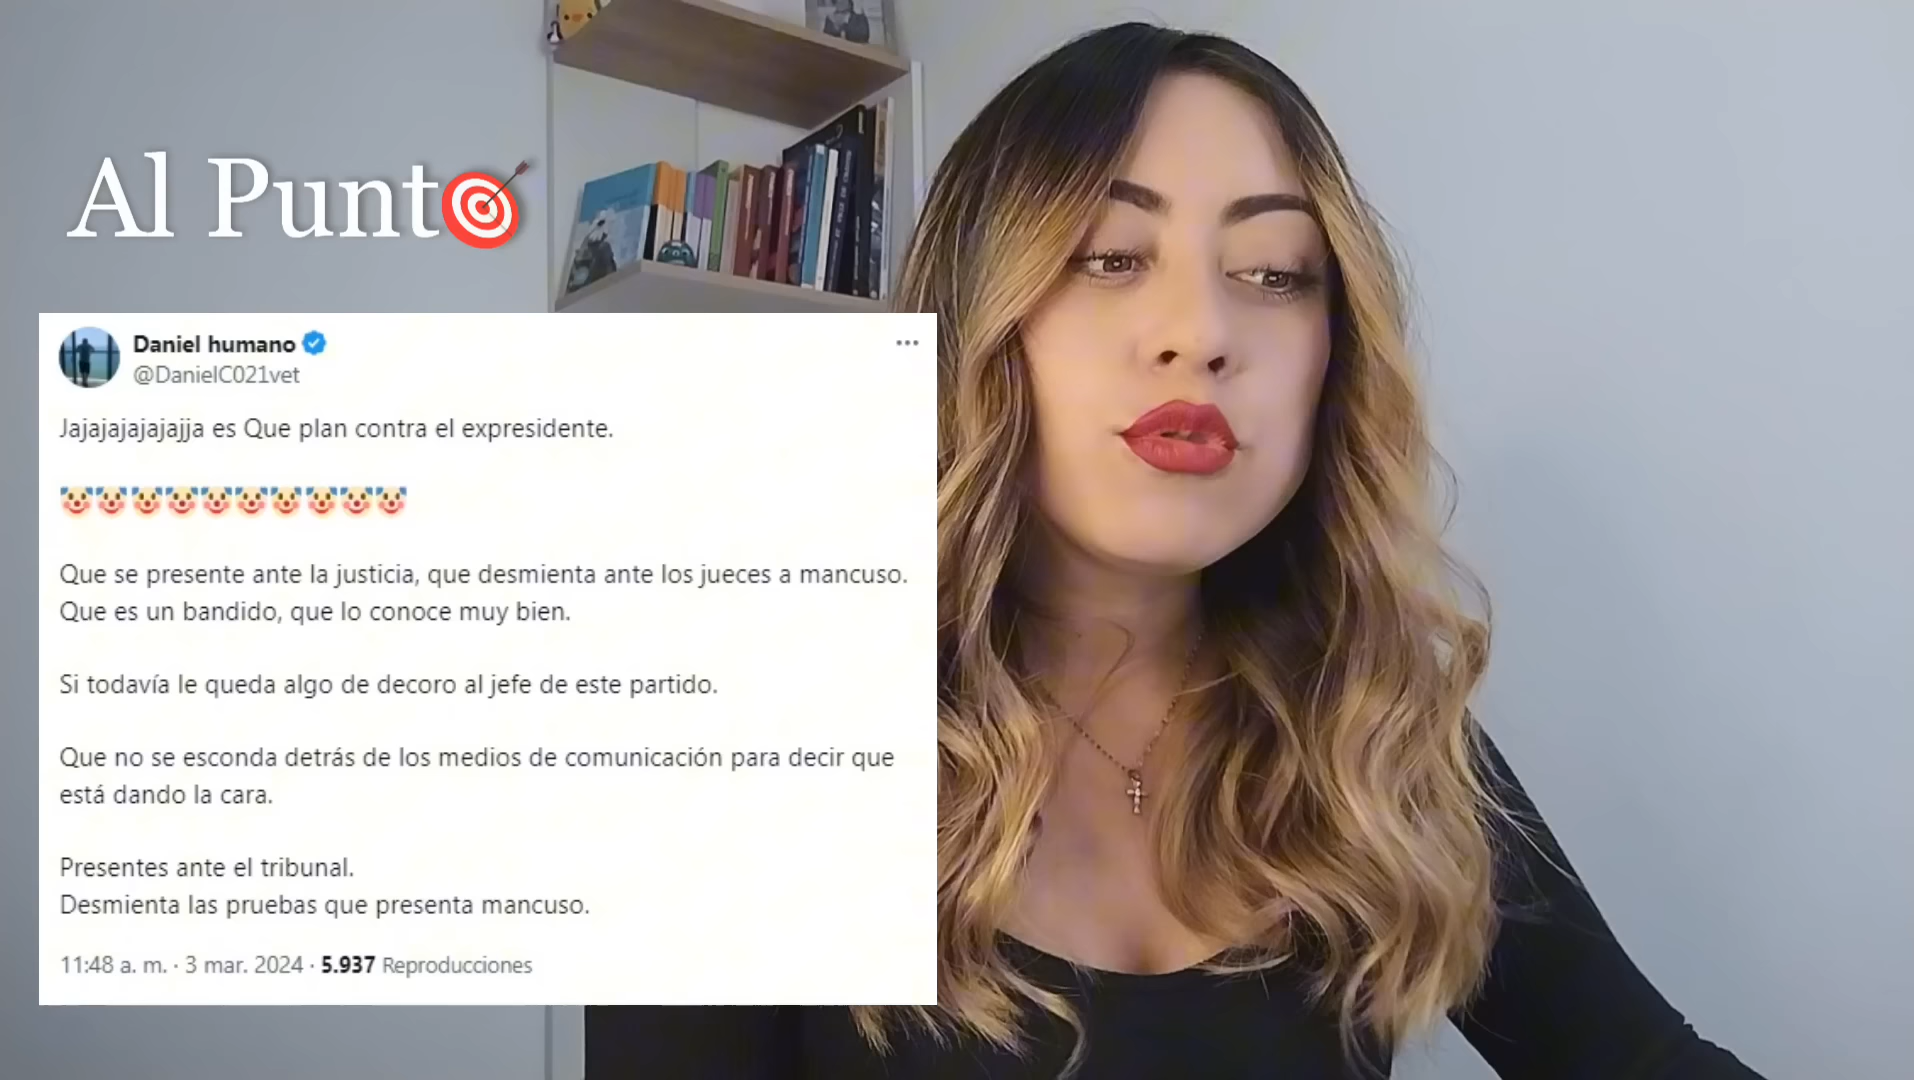 Al Punto
Daniel humano
@DanielC021vet
Jajajajajajajja es Que plan contra el expresidente.
🤡🤡🤡🤡🤡🤡🤡🤡🤡🤡
Que se presente ante la justicia, que desmienta ante los jueces a mancuso.
Que es un bandido, que lo conoce muy bien.
Si todavía le queda algo de decoro al jefe de este partido.
Que no se esconda detrás de los medios de comunicación para decir que
está dando la cara.
Presentes ante el tribunal.
Desmienta las pruebas que presenta mancuso.
11:48 a. m. · 3 mar. 2024 · 5.937 Reproducciones